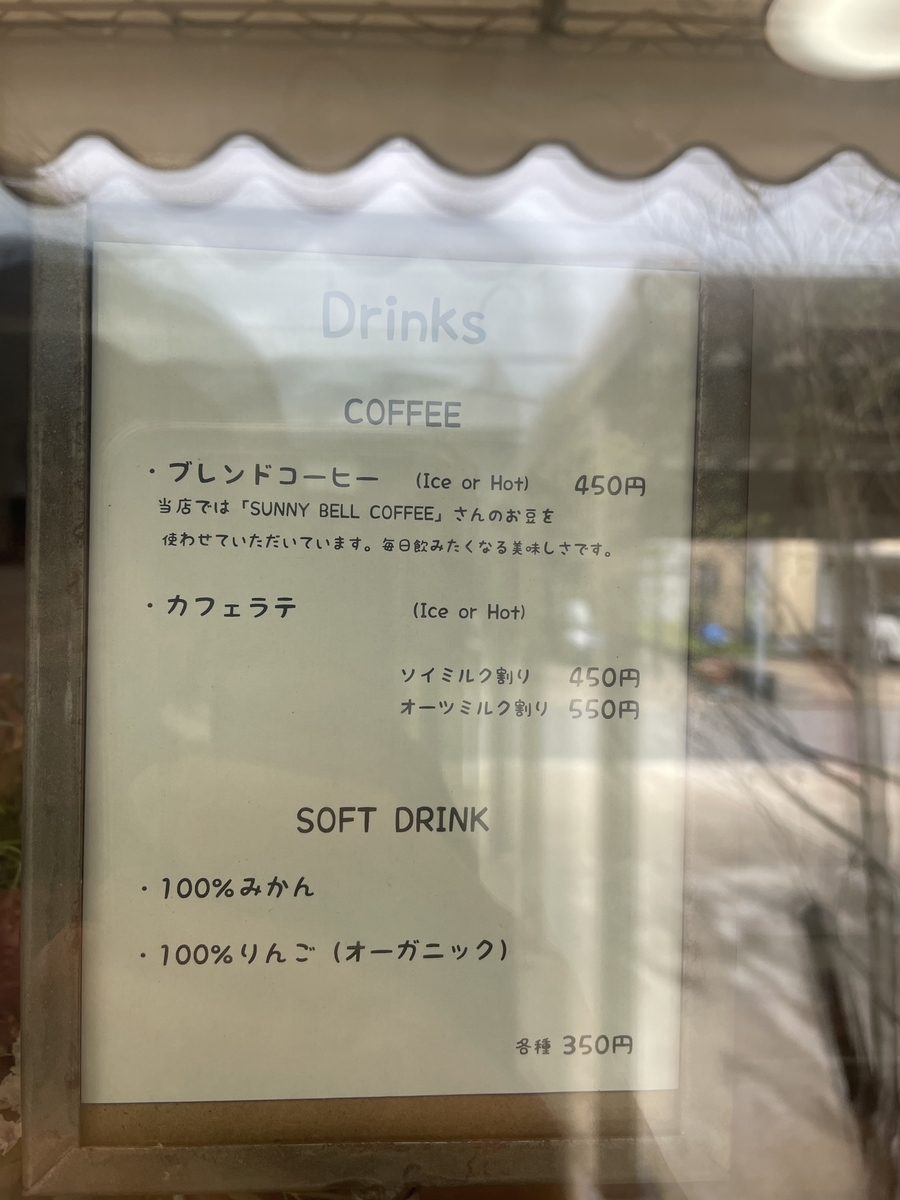 Drinks
COFFEE
・ブレンドコーヒー (Ice or Hot) 450円
当店では「SUNNY BELL COFFEE」さんのお豆を
使わせていただいています。毎日飲みたくなる美味しさです。
・カフェラテ (Ice or Hot)
ソイミルク割り 450円
オーツミルク割り 550円
SOFT DRINK
・100%みかん
・100%りんご (オーガニック)
各種 350円